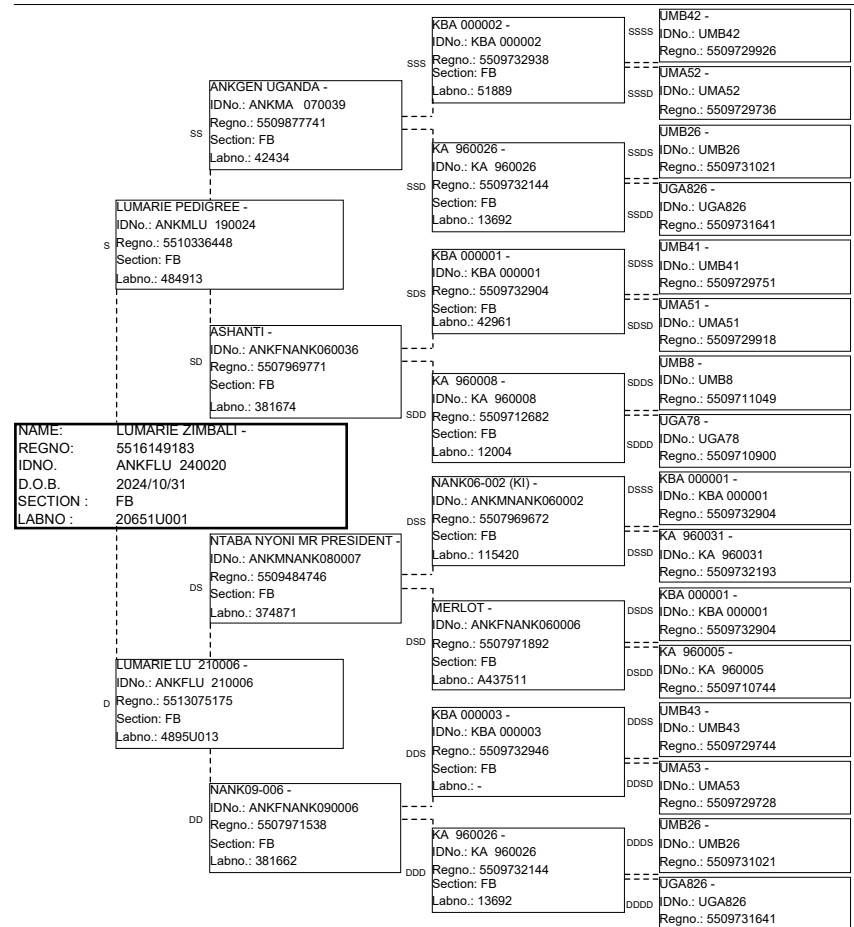 SSSS
UMB42 -
IDNo.: UMB42
Regno.: 5509729926
SSS
KBA 000002 -
IDNo.: KBA 000002
Regno.: 5509732938
Section: FB
Labno.: 51889
SSSD
UMA52 -
IDNo.: UMA52
Regno.: 5509729736
SS
ANKGEN UGANDA -
IDNo.: ANKMA 070039
Regno.: 5509877741
Section: FB
Labno.: 42434
SSDS
UMB26 -
IDNo.: UMB26
Regno.: 5509731021
SSD
KA 960026 -
IDNo.: KA 960026
Regno.: 5509732144
Section: FB
Labno.: 13692
SSDD
UGA826 -
IDNo.: UGA826
Regno.: 5509731641
S
LUMARIE PEDIGREE -
IDNo.: ANKMLU 190024
Regno.: 5510336448
Section: FB
Labno.: 484913
SDSS
UMB41 -
IDNo.: UMB41
Regno.: 5509729751
SDS
KBA 000001 -
IDNo.: KBA 000001
Regno.: 5509732904
Section: FB
Labno.: 42961
SDSD
UMA51 -
IDNo.: UMA51
Regno.: 5509729918
SD
ASHANTI -
IDNo.: ANKFNANK060036
Regno.: 5507969771
Section: FB
Labno.: 381674
SDDS
UMB8 -
IDNo.: UMB8
Regno.: 5509711049
SDD
KA 960008 -
IDNo.: KA 960008
Regno.: 5509712682
Section: FB
Labno.: 12004
SDDD
UGA78 -
IDNo.: UGA78
Regno.: 5509710900
NAME: LUMARIE ZIMBALI -
REGNO: 5516149183
IDNO. ANKFLU 240020
D.O.B. 2024/10/31
SECTION : FB
LABNO : 20651U001
DSSS
KBA 000001 -
IDNo.: KBA 000001
Regno.: 5509732904
DSS
NANK06-002 (KI) -
IDNo.: ANKMNANK060002
Regno.: 5507969672
Section: FB
Labno.: 115420
DSSD
KA 960031 -
IDNo.: KA 960031
Regno.: 5509732193
DS
NTABA NYONI MR PRESIDENT -
IDNo.: ANKMNANK080007
Regno.: 5509484746
Section: FB
Labno.: 374871
DSDS
KBA 000001 -
IDNo.: KBA 000001
Regno.: 5509732904
DSD
MERLOT -
IDNo.: ANKFNANK060006
Regno.: 5507971892
Section: FB
Labno.: A437511
DSDD
KA 960005 -
IDNo.: KA 960005
Regno.: 5509710744
D
LUMARIE LU 210006 -
IDNo.: ANKFLU 210006
Regno.: 5513075175
Section: FB
Labno.: 4895U013
DDSS
UMB43 -
IDNo.: UMB43
Regno.: 5509729744
DDS
KBA 000003 -
IDNo.: KBA 000003
Regno.: 5509732946
Section: FB
Labno.: -
DDSD
UMA53 -
IDNo.: UMA53
Regno.: 5509729728
DD
NANK09-006 -
IDNo.: ANKFNANK090006
Regno.: 5507971538
Section: FB
Labno.: 381662
DDDS
UMB26 -
IDNo.: UMB26
Regno.: 5509731021
DDD
KA 960026 -
IDNo.: KA 960026
Regno.: 5509732144
Section: FB
Labno.: 13692
DDDD
UGA826 -
IDNo.: UGA826
Regno.: 5509731641